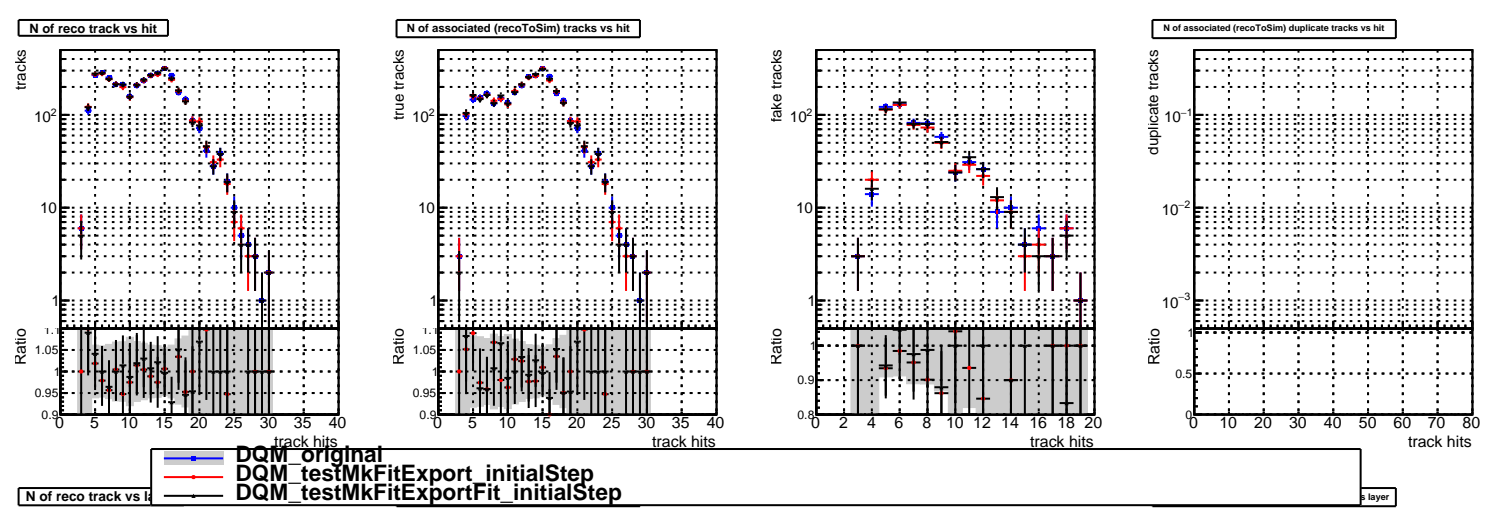 N of reco track vs hit
N of associated (recoToSim) tracks vs hit
N of associated (recoToSim) duplicate tracks vs hit
tracks
10²
10
1
Ratio
1.1
1.05
1
0.95
0.9
0 5 10 15 20 25 30 35 40
track hits
true tracks
10²
10
1
Ratio
1.1
1.05
1
0.95
0.9
0 5 10 15 20 25 30 35 40
track hits
fake tracks
10²
10
1
Ratio
1
0.9
0.8
0 2 4 6 8 10 12 14 16 18 20
track hits
duplicate tracks
10⁻¹
10⁻²
10⁻³
Ratio
1
0.5
0
0 10 20 30 40 50 60 70 80
track hits
DQM_original
DQM_testMkFitExport_initialStep
DQM_testMkFitExportFit_initialStep
N of reco track vs la
s layer